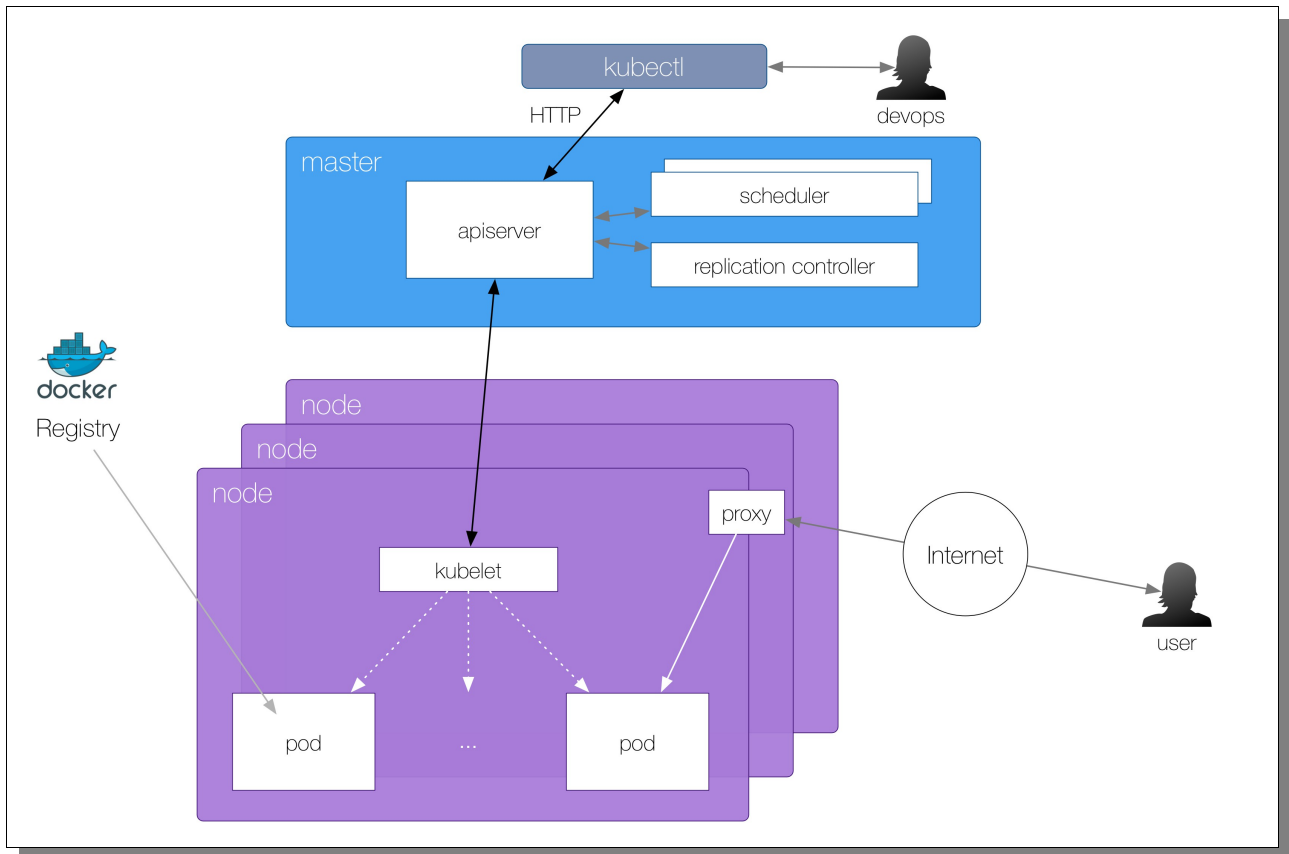 kubectl
HTTP
devops
master
apiserver
scheduler
replication controller
docker
Registry
node
node
node
proxy
kubelet
Internet
user
pod
...
pod